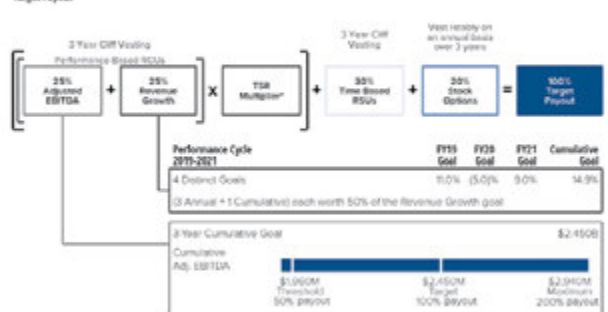 Target Payout
3 Year Cliff Vesting
Performance Based RSUs
3 Year Cliff
Vesting
Vest ratably on
an annual basis
over 3 years
25%
Adjusted
EBITDA
+
25%
Revenue
Growth
x
TSR
Multiplier*
+
30%
Time Based
RSUs
+
20%
Stock
Options
=
100%
Target
Payout
Performance Cycle
2019-2021
FY19
Goal
FY20
Goal
FY21
Goal
Cumulative
Goal
4 Distinct Goals 11.0% (5.0)% 9.0% 14.9%
(3 Annual + 1 Cumulative) each worth 50% of the Revenue Growth goal
3 Year Cumulative Goal $2.450B
Cumulative
Adj. EBITDA
$1,960M
Threshold
50% payout
$2,450M
Target
100% payout
$2,940M
Maximum
200% payout